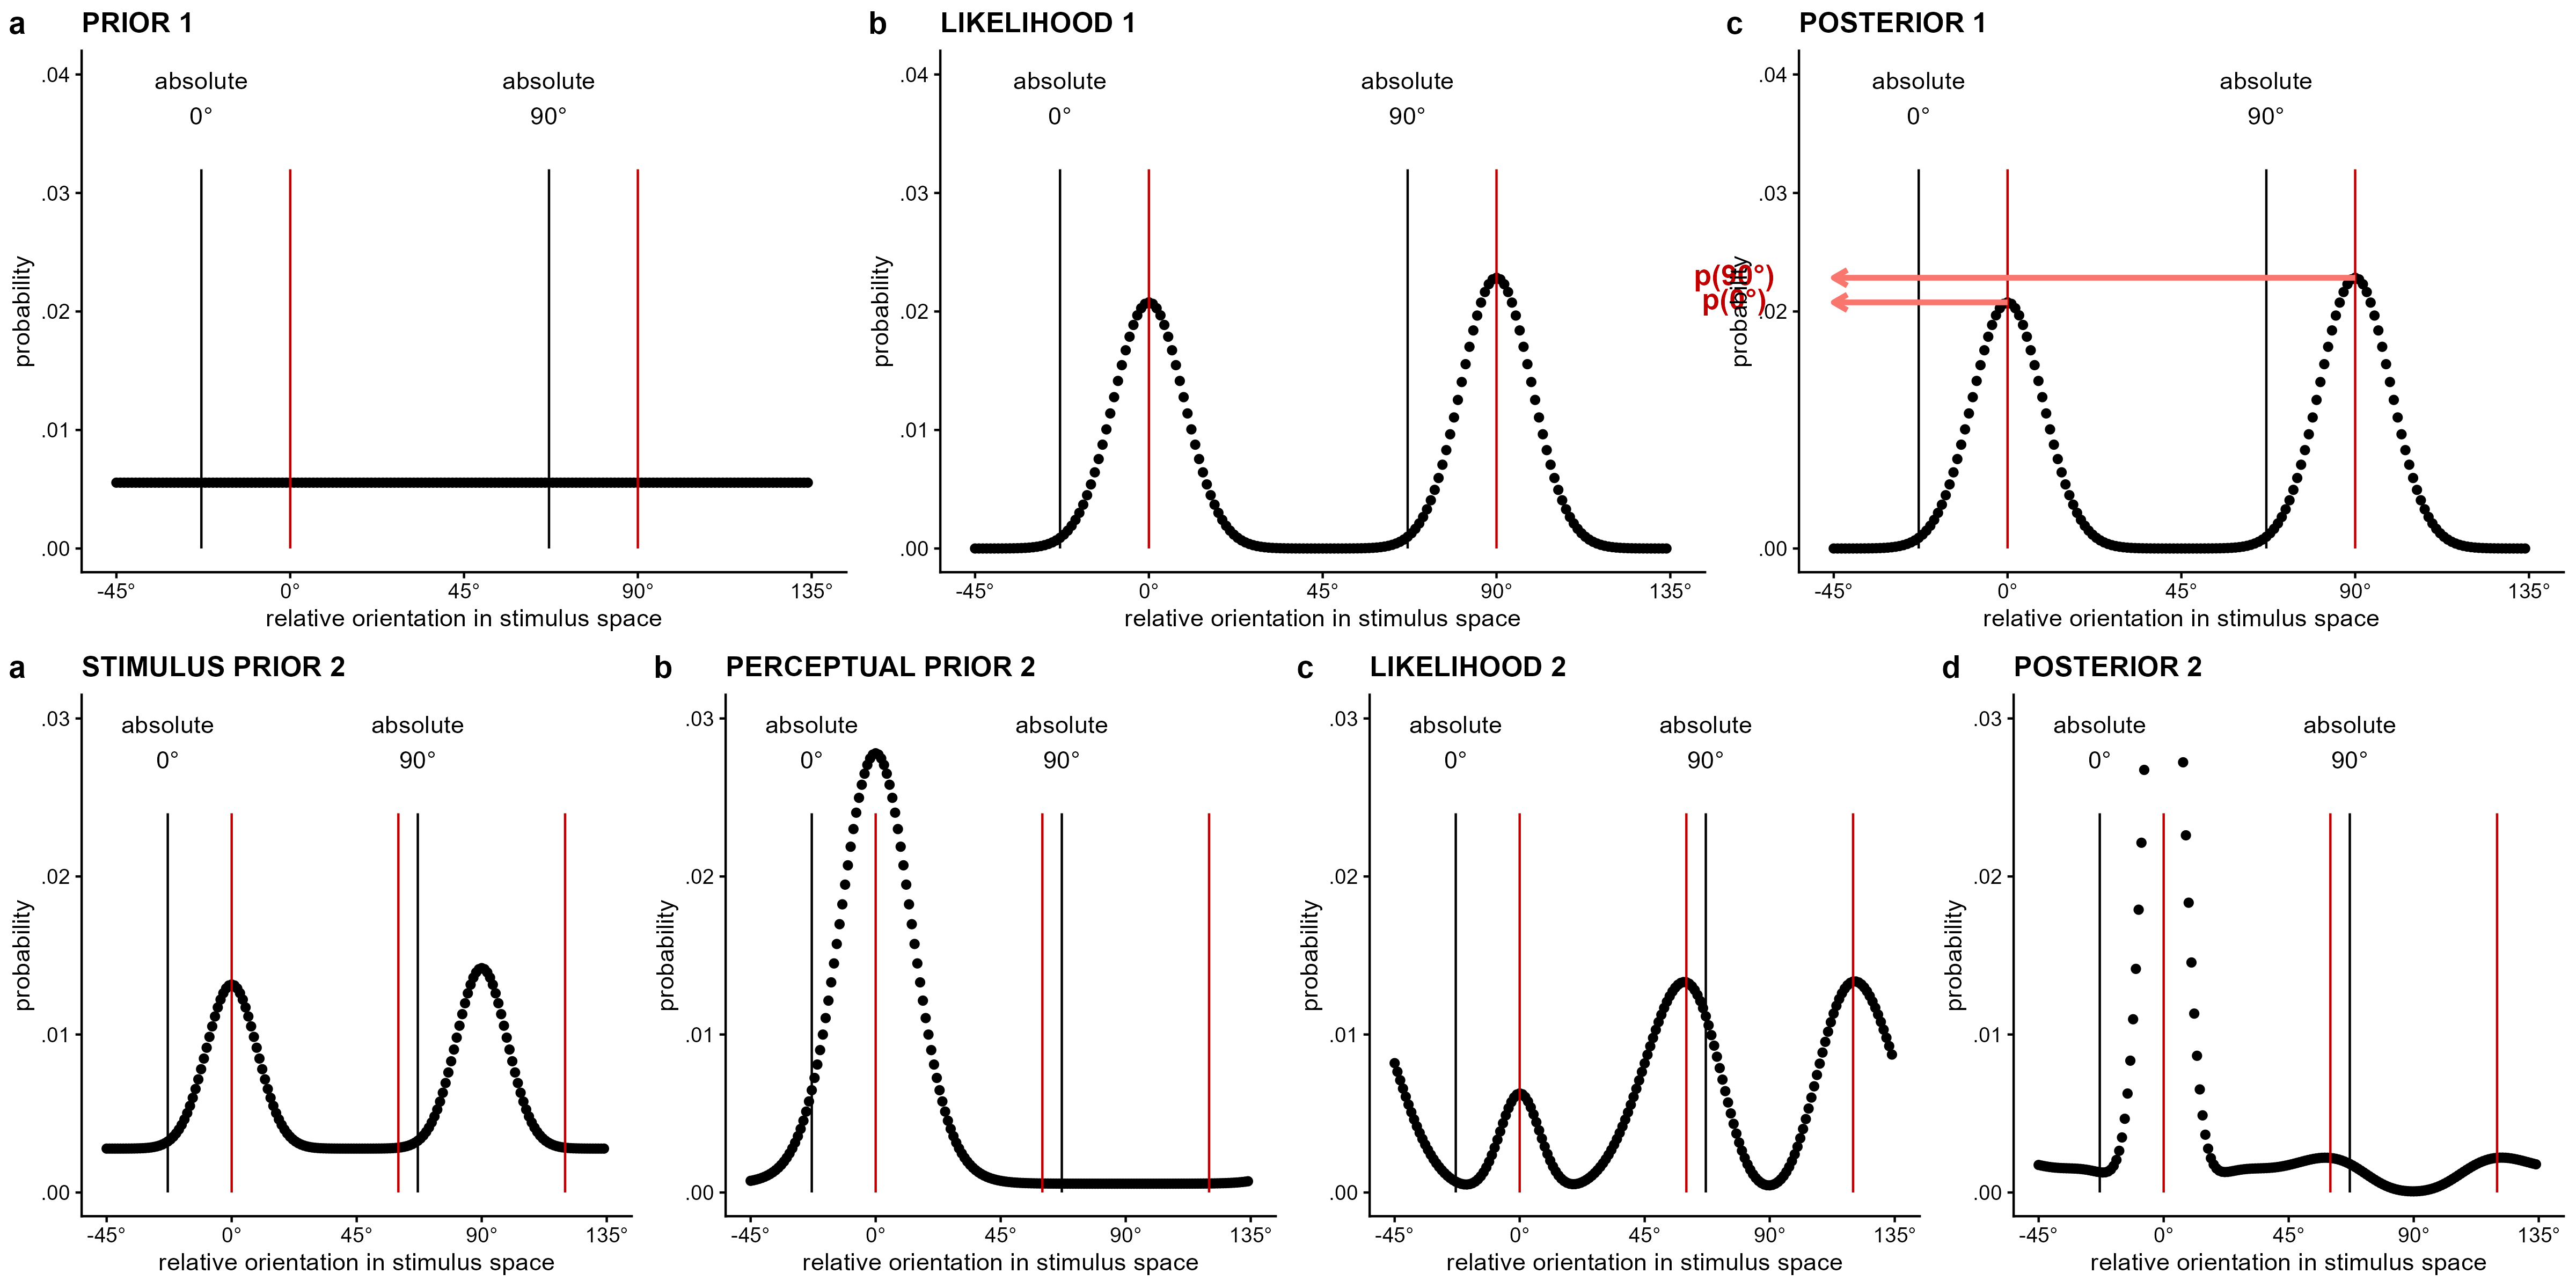 a PRIOR 1
absolute absolute
0° 90°
.04
.03
.02
.01
.00
probability
-45° 0° 45° 90° 135°
relative orientation in stimulus space
b LIKELIHOOD 1
absolute absolute
0° 90°
.04
.03
.02
.01
.00
probability
-45° 0° 45° 90° 135°
relative orientation in stimulus space
c POSTERIOR 1
absolute absolute
0° 90°
.04
.03
.02
.01
.00
probability
p(90°)
p(0°)
-45° 0° 45° 90° 135°
relative orientation in stimulus space
a STIMULUS PRIOR 2
absolute absolute
0° 90°
.03
.02
.01
.00
probability
-45° 0° 45° 90° 135°
relative orientation in stimulus space
b PERCEPTUAL PRIOR 2
absolute absolute
0° 90°
.03
.02
.01
.00
probability
-45° 0° 45° 90° 135°
relative orientation in stimulus space
c LIKELIHOOD 2
absolute absolute
0° 90°
.03
.02
.01
.00
probability
-45° 0° 45° 90° 135°
relative orientation in stimulus space
d POSTERIOR 2
absolute absolute
0° 90°
.03
.02
.01
.00
probability
-45° 0° 45° 90° 135°
relative orientation in stimulus space